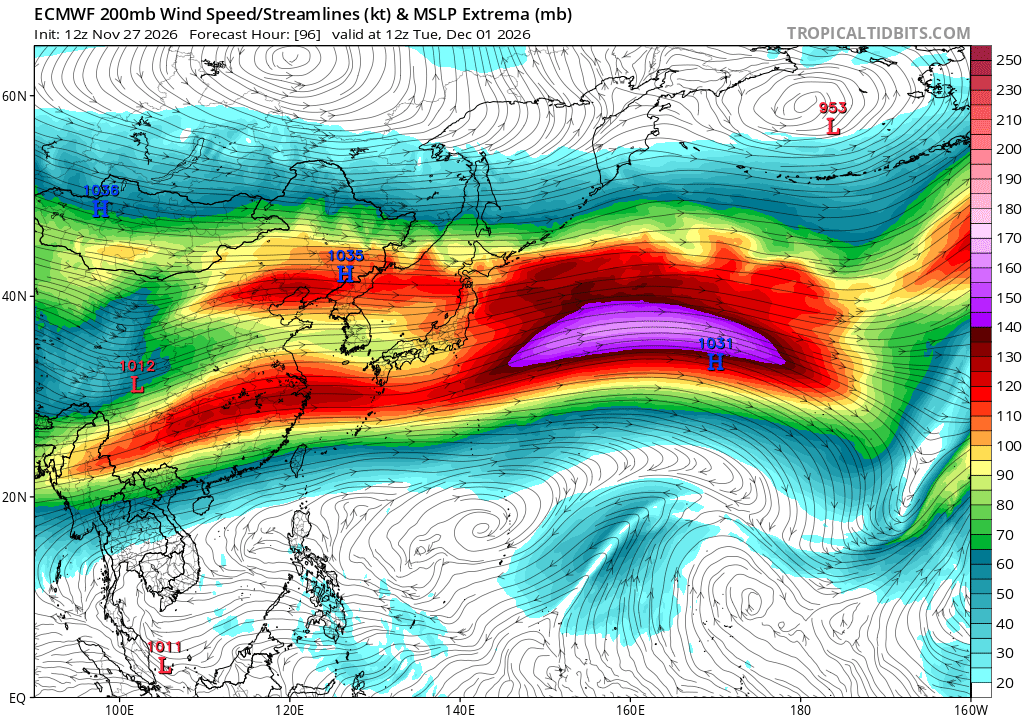 ECMWF 200mb Wind Speed/Streamlines (kt) & MSLP Extrema (mb)
Init: 12z Nov 27 2026 Forecast Hour: [96] valid at 12z Tue, Dec 01 2026
TROPICALTIDBITS.COM
250
60N
230
953
L
220
210
200
1038
H
190
180
170
1035
H
160
40N
150
140
1031
H
130
1012
L
120
110
100
90
20N
80
70
60
50
40
1011
L
30
20
EQ
100E
120E
140E
160E
180
160W